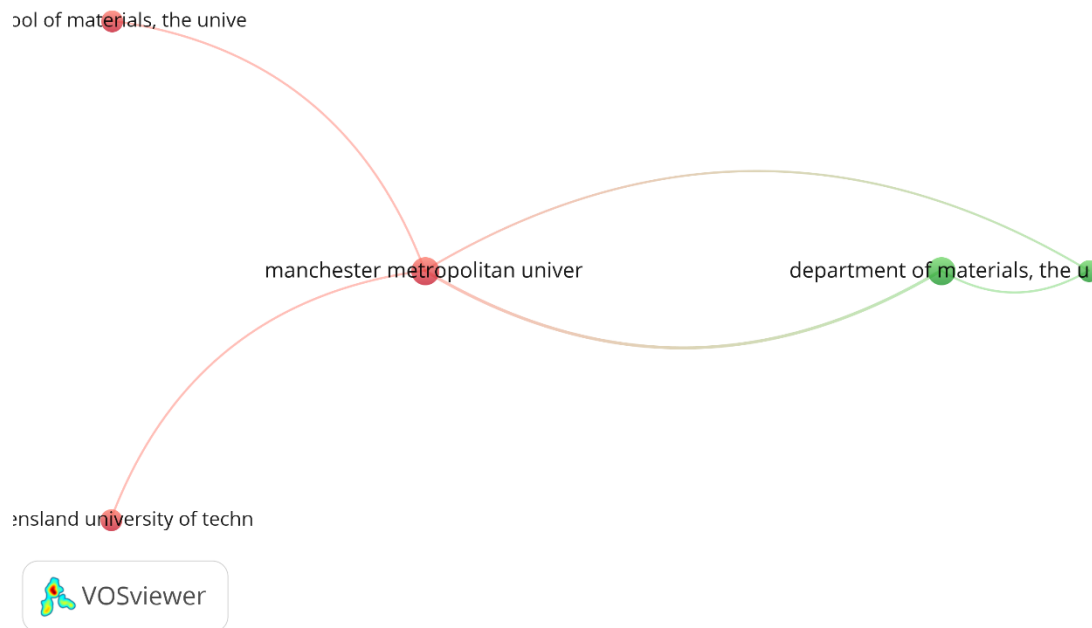 ool of materials, the unive
manchester metropolitan univer
department of materials, the u
ensland university of techn
VOSviewer